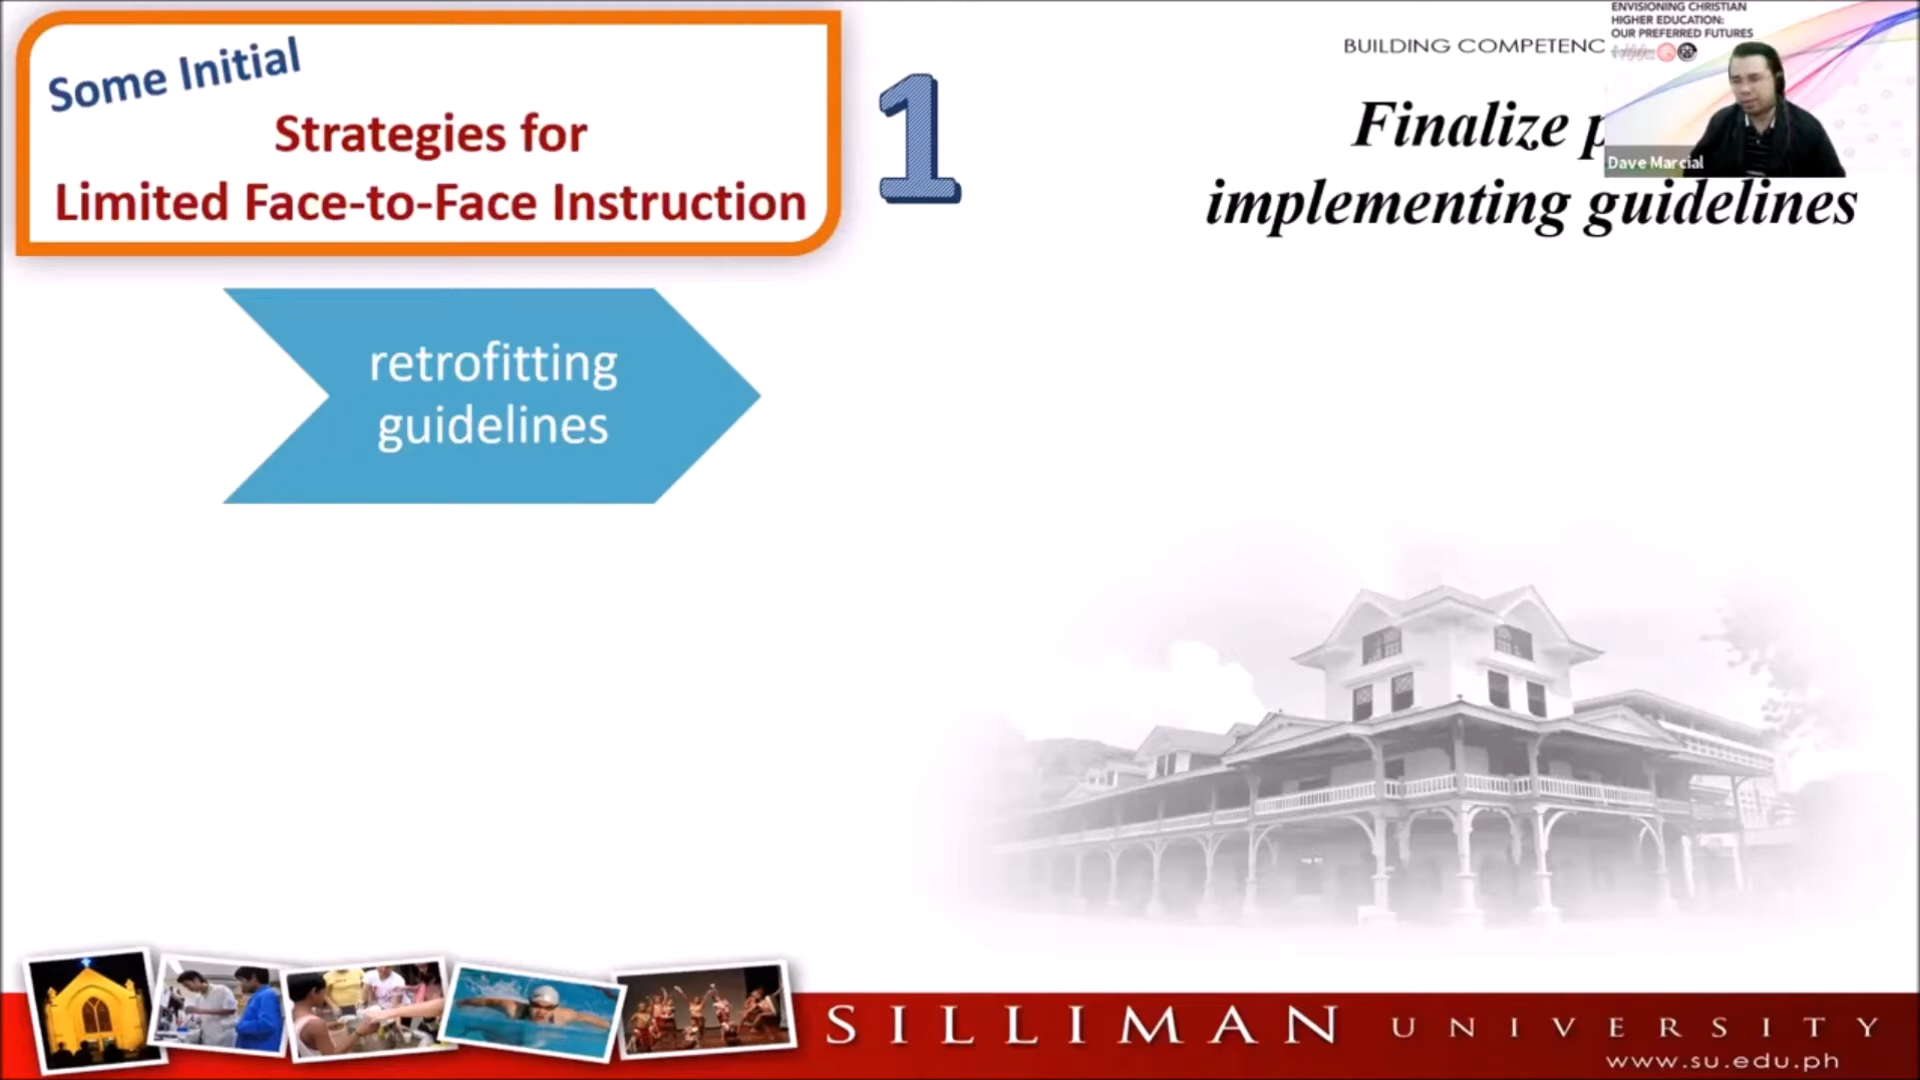 Some Initial
Strategies for
Limited Face-to-Face Instruction
1
BUILDING
Finalize
implementing guidelines
ENVISIONING CHRISTIAN
HIGHER EDUCATION:
OUR PREFERRED FUTURES
Dave Marcial
retrofitting
guidelines
SILLIMAN UNIVERSITY
www.su.edu.ph